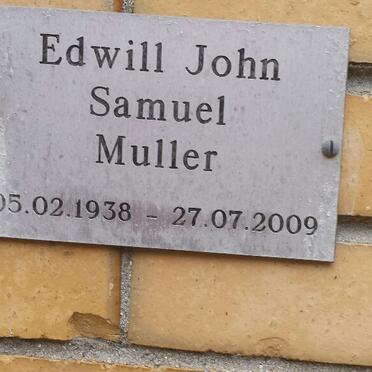 Edwill John
Samuel
Muller
05.02.1938 - 27.07.2009